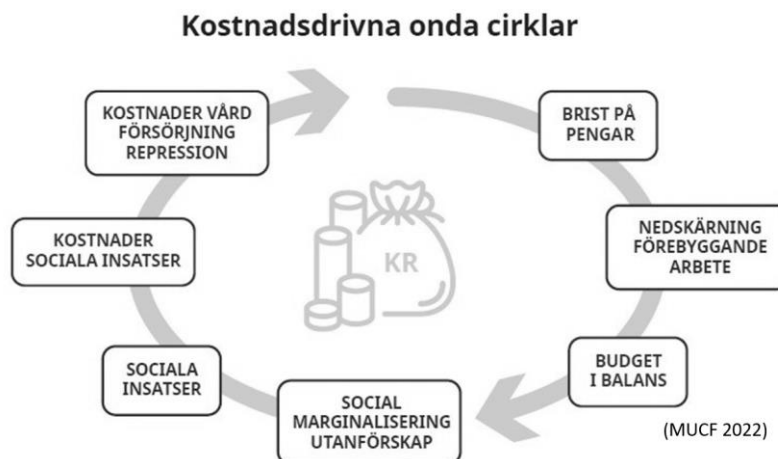 Kostnadsdrivna onda cirklar
BRIST PÅ
PENGAR
NEDSKÄRNING
FÖREBYGGANDE
ARBETE
BUDGET
I BALANS
SOCIAL
MARGINALISERING
UTANFÖRSKAP
SOCIALA
INSATSER
KOSTNADER
SOCIALA INSATSER
KOSTNADER VÅRD
FÖRSÖRJNING
REPRESSION
KR
(MUCF 2022)